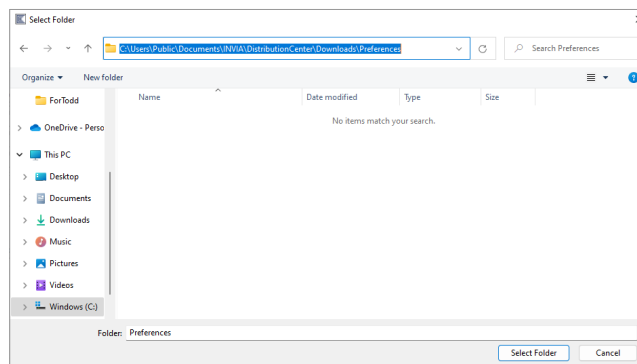 Select Folder
C:\Users\Public\Documents\INVIA\DistributionCenter\Downloads\Preferences
Search Preferences
Organize
New folder
Name
Date modified
Type
Size
No items match your search.
ForTodd
OneDrive - Perso
This PC
Desktop
Documents
Downloads
Music
Pictures
Videos
Windows (C:)
Folder: Preferences
Select Folder
Cancel